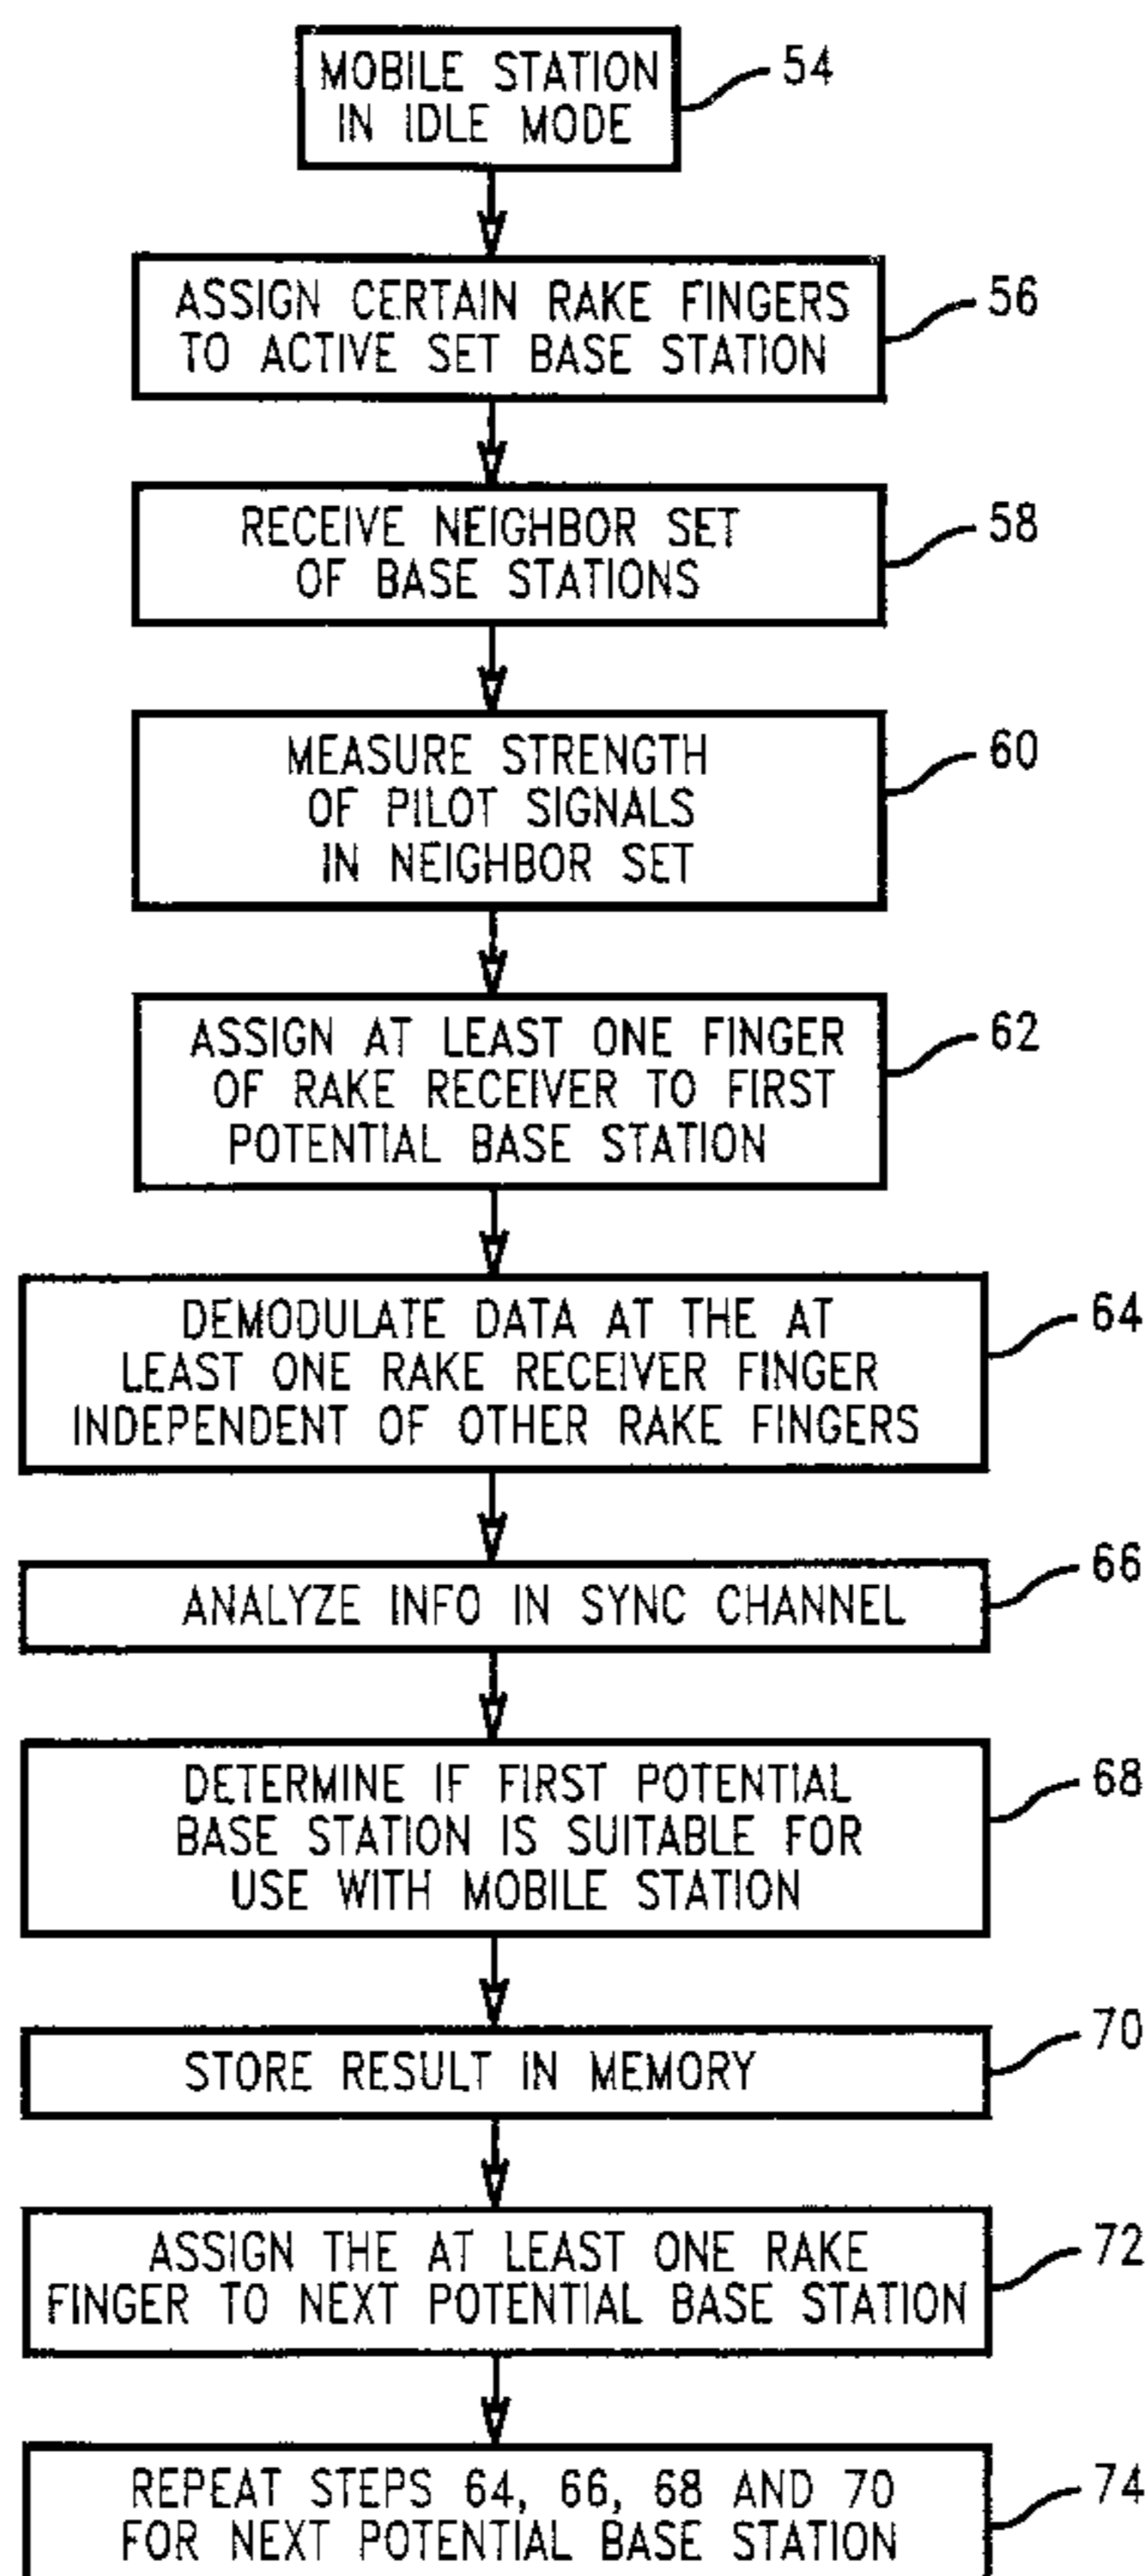 MOBILE STATION
IN IDLE MODE
54
ASSIGN CERTAIN RAKE FINGERS
TO ACTIVE SET BASE STATION
56
RECEIVE NEIGHBOR SET
OF BASE STATIONS
58
MEASURE STRENGTH
OF PILOT SIGNALS
IN NEIGHBOR SET
60
ASSIGN AT LEAST ONE FINGER
OF RAKE RECEIVER TO FIRST
POTENTIAL BASE STATION
62
DEMODULATE DATA AT THE AT
LEAST ONE RAKE RECEIVER FINGER
INDEPENDENT OF OTHER RAKE FINGERS
64
ANALYZE INFO IN SYNC CHANNEL
66
DETERMINE IF FIRST POTENTIAL
BASE STATION IS SUITABLE FOR
USE WITH MOBILE STATION
68
STORE RESULT IN MEMORY
70
ASSIGN THE AT LEAST ONE RAKE
FINGER TO NEXT POTENTIAL BASE STATION
72
REPEAT STEPS 64, 66, 68 AND 70
FOR NEXT POTENTIAL BASE STATION
74